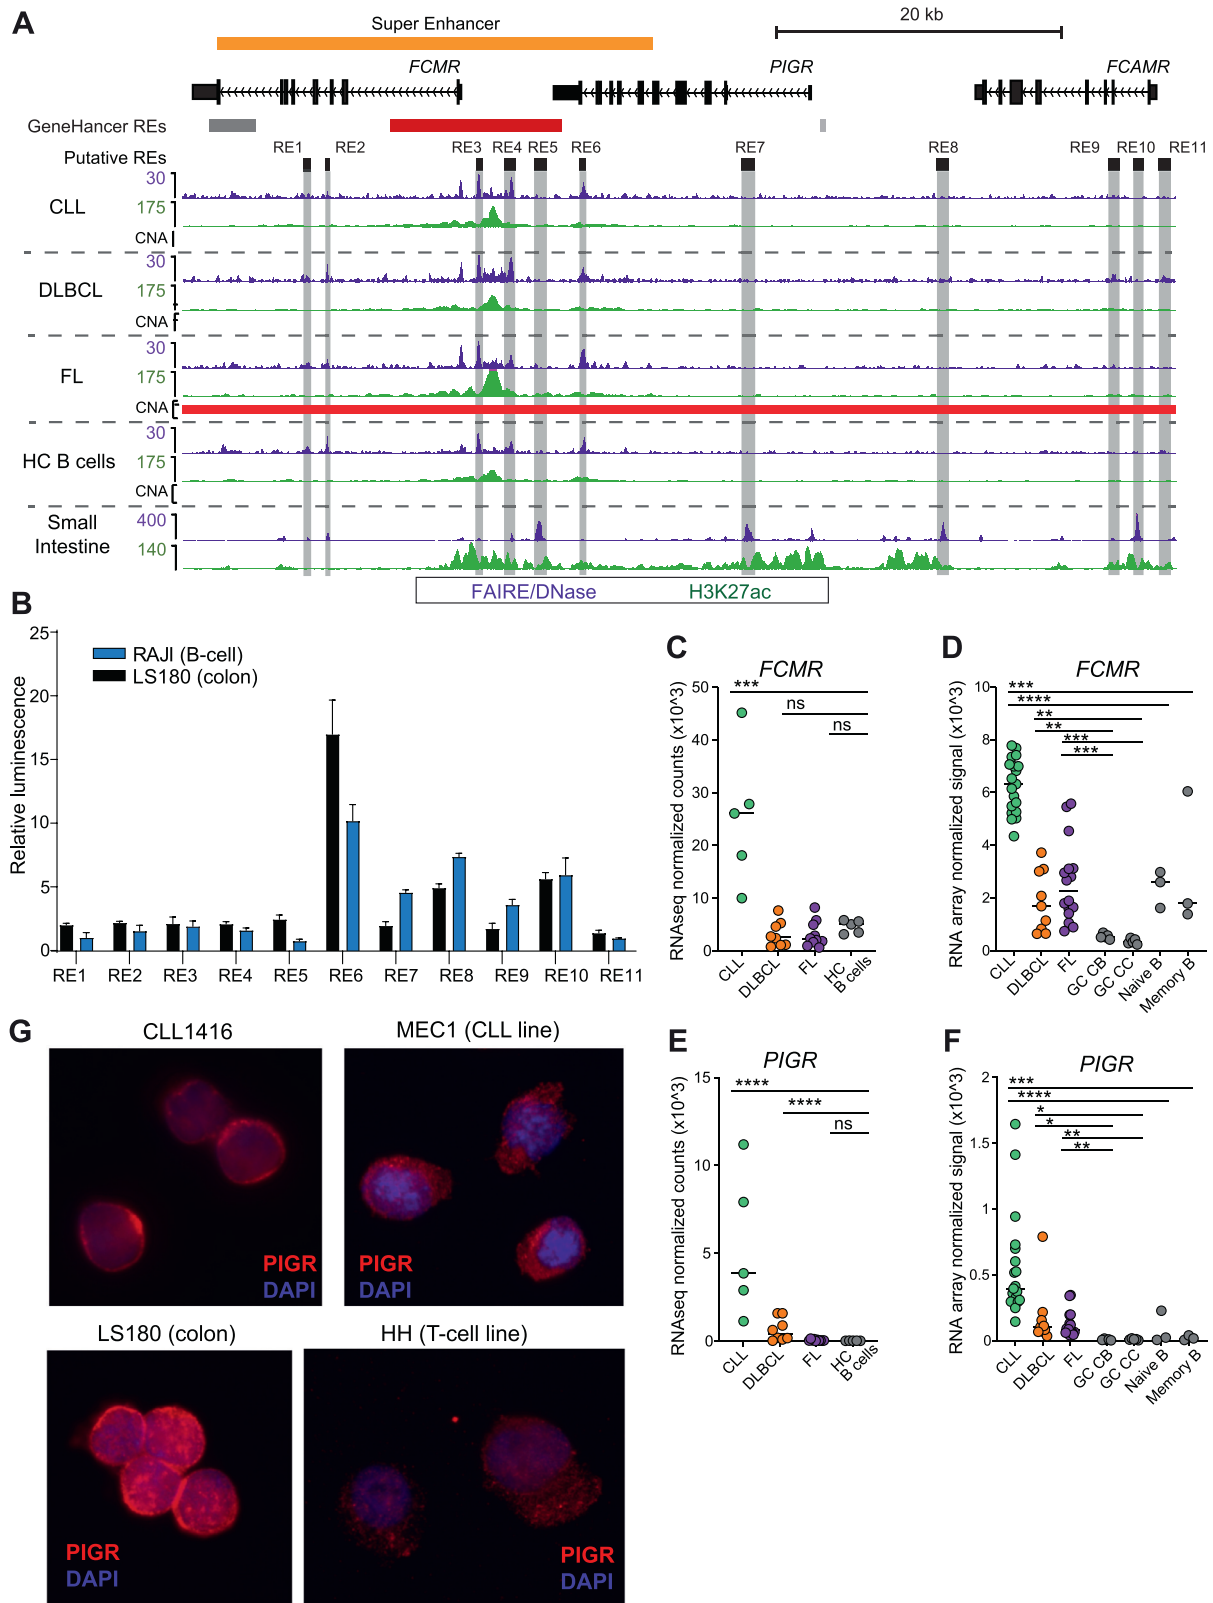 A
Super Enhancer
20 kb
FCMR
PIGR
FCAMR
GeneHancer REs
Putative REs
RE1 RE2 RE3 RE4 RE5 RE6 RE7 RE8 RE9 RE10 RE11
30
CLL
175
CNA
30
DLBCL
175
CNA
30
FL
175
CNA
30
HC B cells
175
CNA
Small
Intestine
400
140
FAIRE/DNase H3K27ac
B
Relative luminescence
25
20
15
10
5
0
RAJI (B-cell)
LS180 (colon)
RE1 RE2 RE3 RE4 RE5 RE6 RE7 RE8 RE9 RE10 RE11
C
FCMR
RNAseq normalized counts (x10^3)
50
40
30
20
10
0
***
ns
ns
CLL
DLBCL
FL
HC
B cells
D
FCMR
RNA array normalized signal (x10^3)
10
8
6
4
2
0
***
****
**
**
***
***
CLL
DLBCL
FL
GC CB
GC CC
Naive B
Memory B
E
PIGR
RNAseq normalized counts (x10^3)
15
10
5
0
****
****
ns
CLL
DLBCL
FL
HC
B cells
F
PIGR
RNA array normalized signal (x10^3)
2
1.5
1
0.5
0
***
****
*
*
**
**
CLL
DLBCL
FL
GC CB
GC CC
Naive B
Memory B
G
CLL1416
PIGR
DAPI
MEC1 (CLL line)
PIGR
DAPI
LS180 (colon)
PIGR
DAPI
HH (T-cell line)
PIGR
DAPI